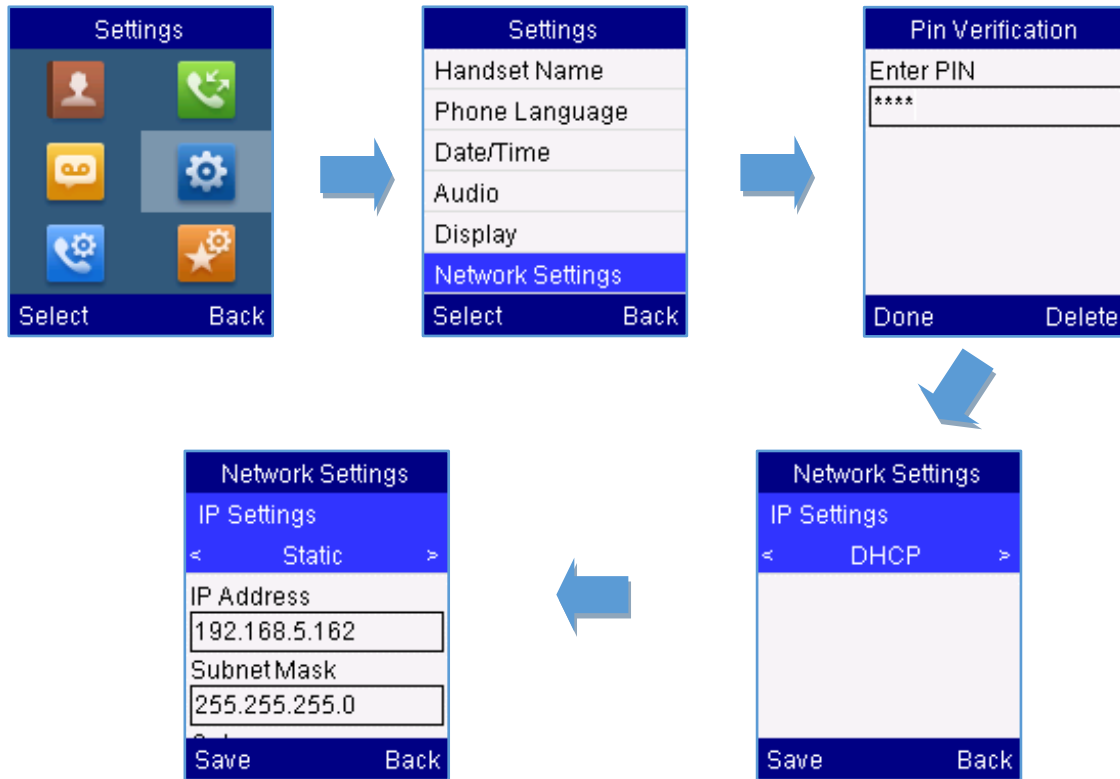 Settings
Select Back
Settings
Handset Name
Phone Language
Date/Time
Audio
Display
Network Settings
Select Back
Pin Verification
Enter PIN
****
Done Delete
Network Settings
IP Settings
< Static >
IP Address
192.168.5.162
Subnet Mask
255.255.255.0
Save Back
Network Settings
IP Settings
< DHCP >
Save Back